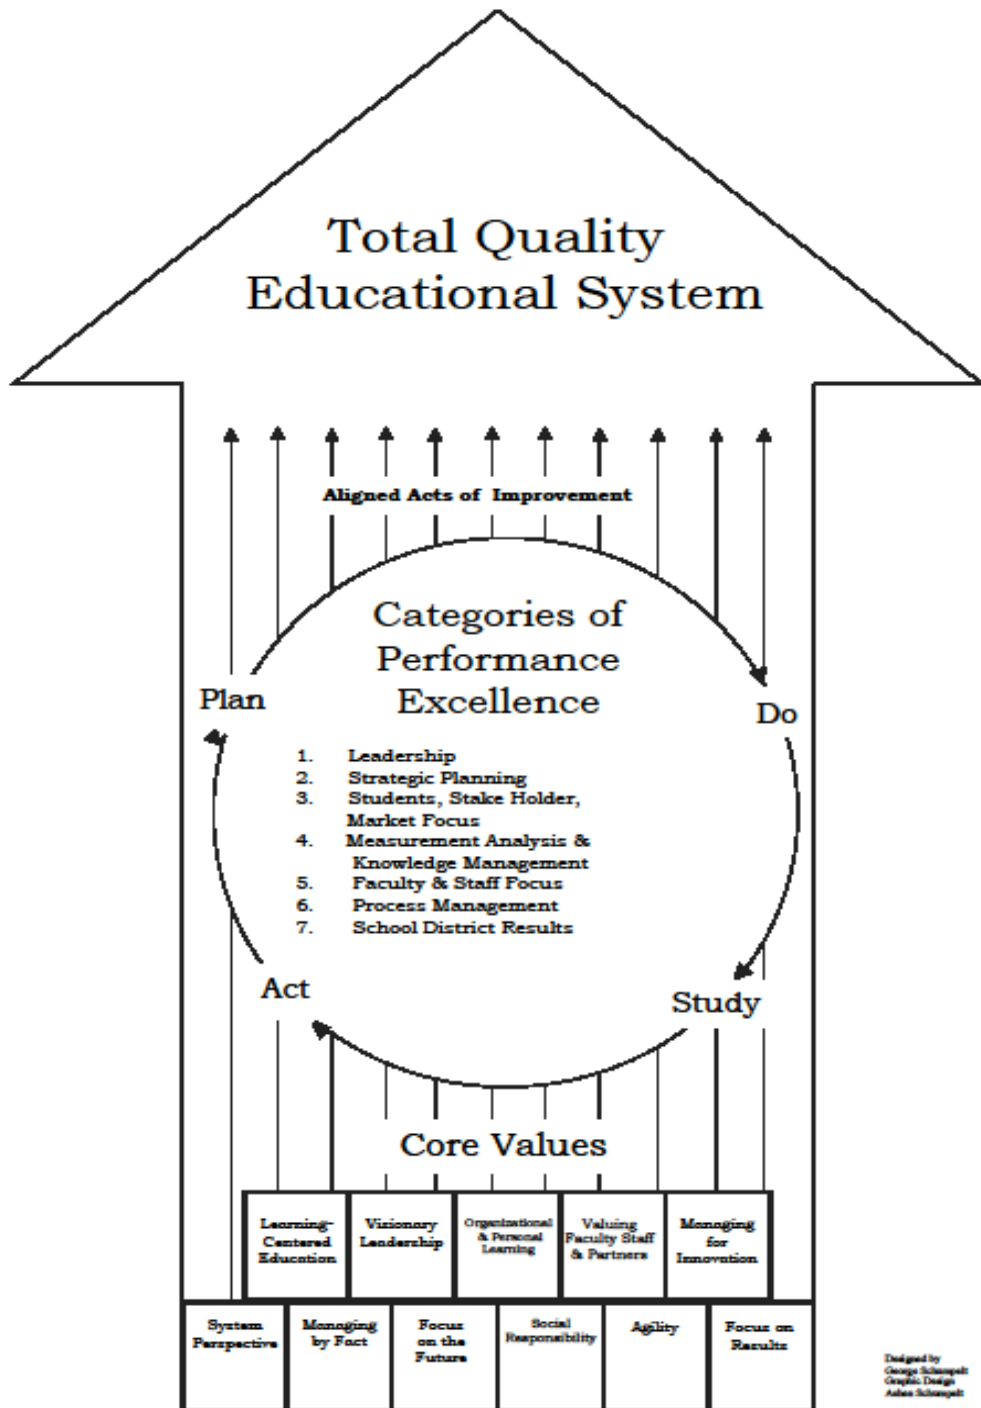 Total Quality
Educational System
Aligned Acts of Improvement
Categories of
Performance
Excellence
Plan
Do
1. Leadership
2. Strategic Planning
3. Students, Stake Holder,
Market Focus
4. Measurement Analysis &
Knowledge Management
5. Faculty & Staff Focus
6. Process Management
7. School District Results
Act
Study
Core Values
Learning-
Centered
Education
Visionary
Leadership
Organizational
& Personal
Learning
Valuing
Faculty Staff
& Partners
Managing
for
Innovation
System
Perspective
Managing
by Fact
Focus
on the
Future
Social
Responsibility
Agility
Focus on
Results
Designed by
George
Graphic Design